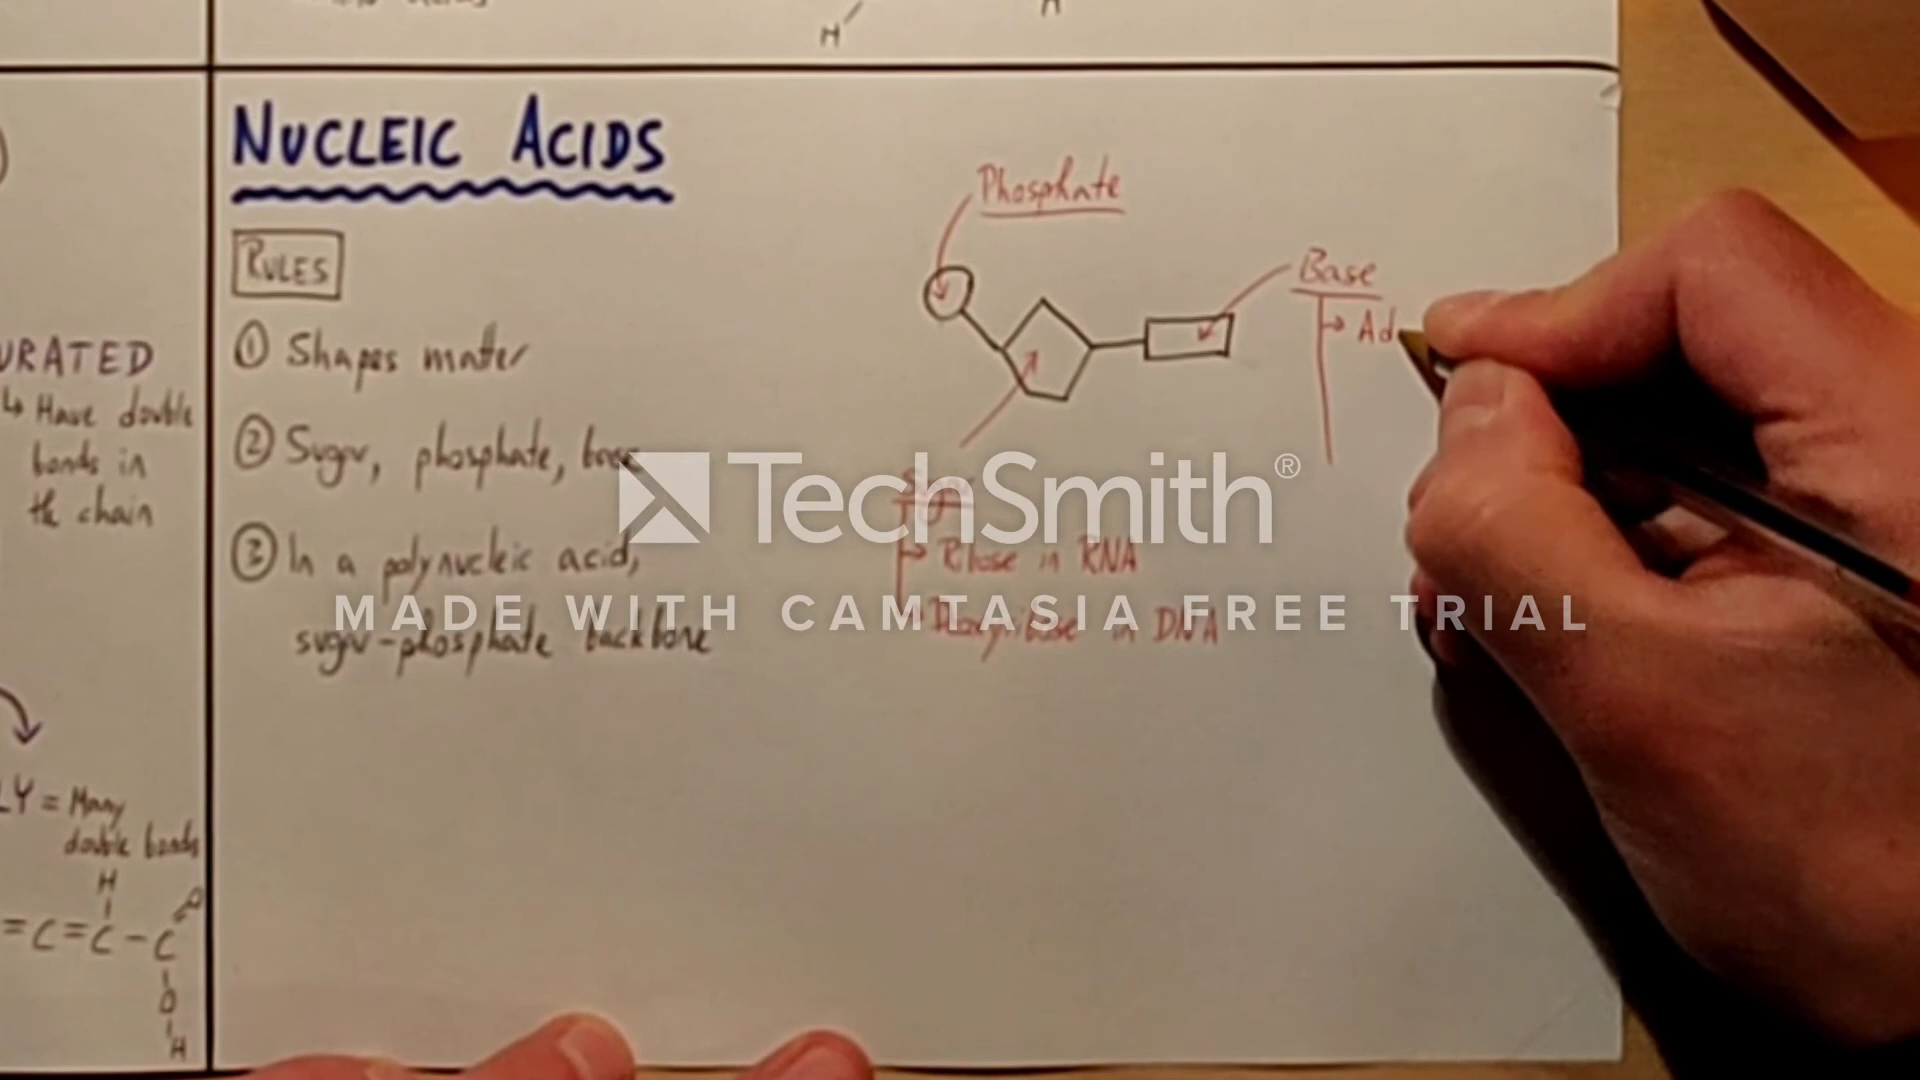 H
H
NUCLEIC ACIDS
RULES
① Shapes matter
② Sugar, phosphate, base
③ In a polynucleic acid,
sugar-phosphate backbone
Phosphate
Base
→ Ad
Sugar
→ Ribose in RNA
→ Deoxyribose in DNA
URATED
↳ Have double
bonds in
the chain
LY = Many
double bonds
H
=C=C-C
O
O
H
TechSmith®
MADE WITH CAMTASIA FREE TRIAL